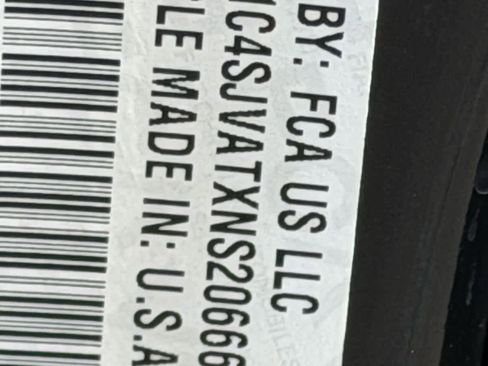 BY: FCA US LLC
1C4SJVATXNS20666
LE MADE IN: U.S.A